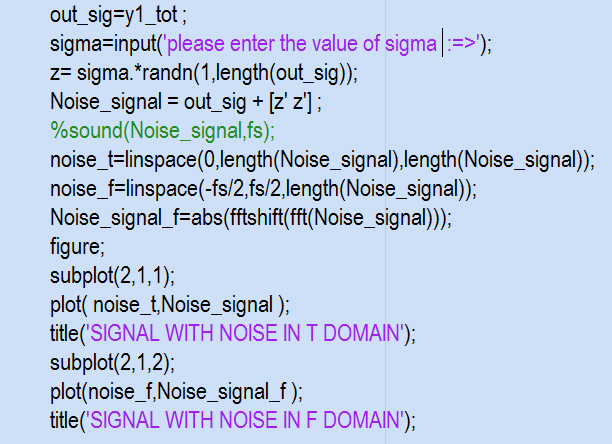 out_sig=y1_tot ;
sigma=input('please enter the value of sigma :=>');
z= sigma.*randn(1,length(out_sig));
Noise_signal = out_sig + [z' z'] ;
%sound(Noise_signal,fs);
noise_t=linspace(0,length(Noise_signal),length(Noise_signal));
noise_f=linspace(-fs/2,fs/2,length(Noise_signal));
Noise_signal_f=abs(fftshift(fft(Noise_signal)));
figure;
subplot(2,1,1);
plot( noise_t,Noise_signal );
title('SIGNAL WITH NOISE IN T DOMAIN');
subplot(2,1,2);
plot(noise_f,Noise_signal_f );
title('SIGNAL WITH NOISE IN F DOMAIN');